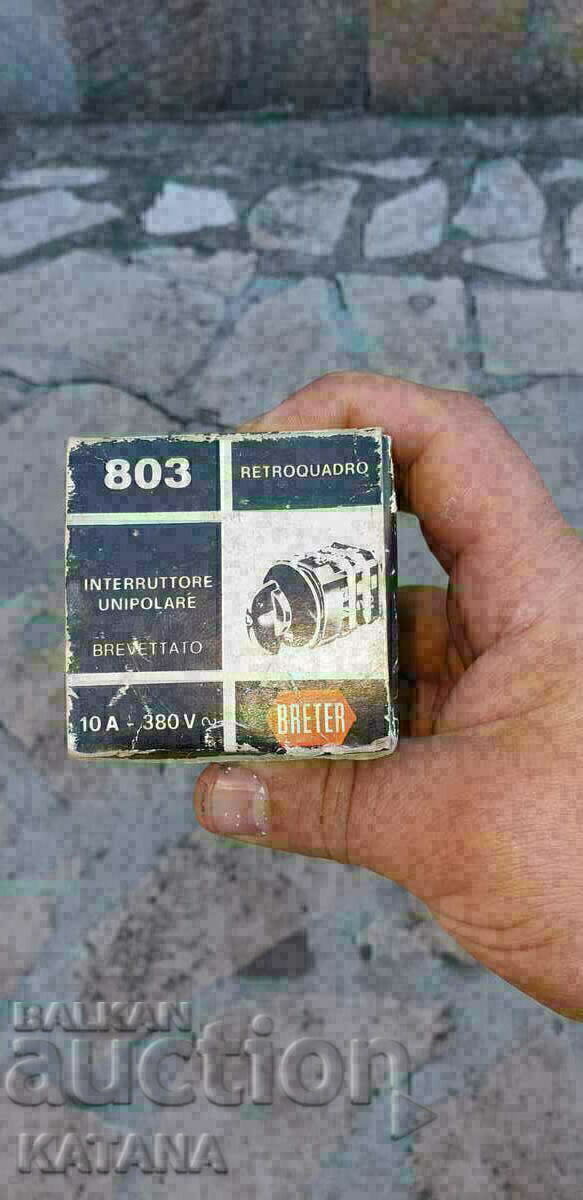 803
RETROQUADRO
INTERRUTTORE
UNIPOLARE
BREVETTATO
10 A - 380 V ~
BRETER
BALKAN
auction
KATANA